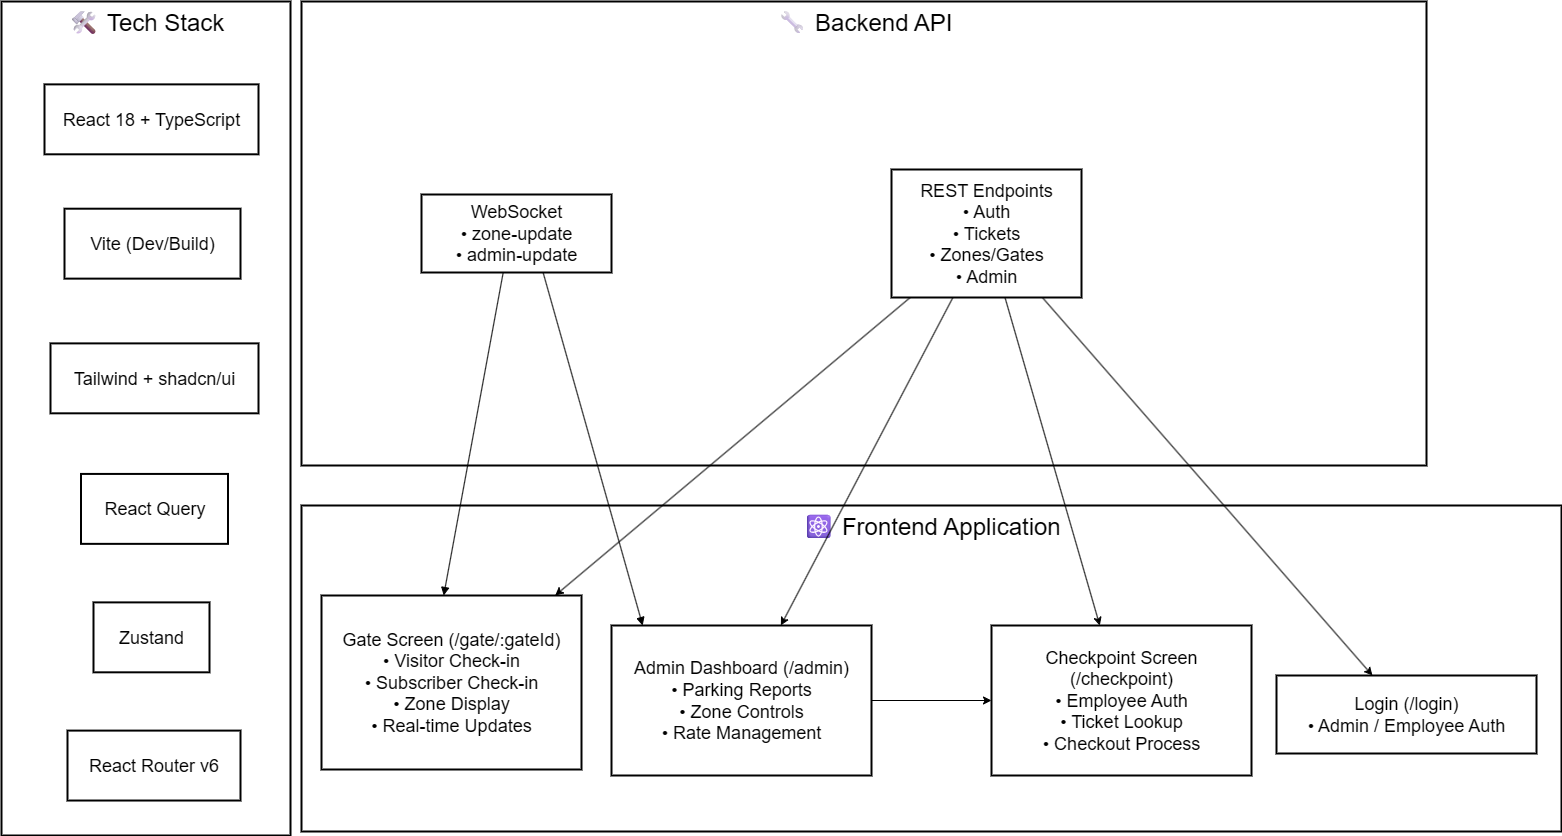 🛠️ Tech Stack
React 18 + TypeScript
Vite (Dev/Build)
Tailwind + shadcn/ui
React Query
Zustand
React Router v6
🔧 Backend API
WebSocket
• zone-update
• admin-update
REST Endpoints
• Auth
• Tickets
• Zones/Gates
• Admin
⚛️ Frontend Application
Gate Screen (/gate/:gateId)
• Visitor Check-in
• Subscriber Check-in
• Zone Display
• Real-time Updates
Admin Dashboard (/admin)
• Parking Reports
• Zone Controls
• Rate Management
Checkpoint Screen
(/checkpoint)
• Employee Auth
• Ticket Lookup
• Checkout Process
Login (/login)
• Admin / Employee Auth